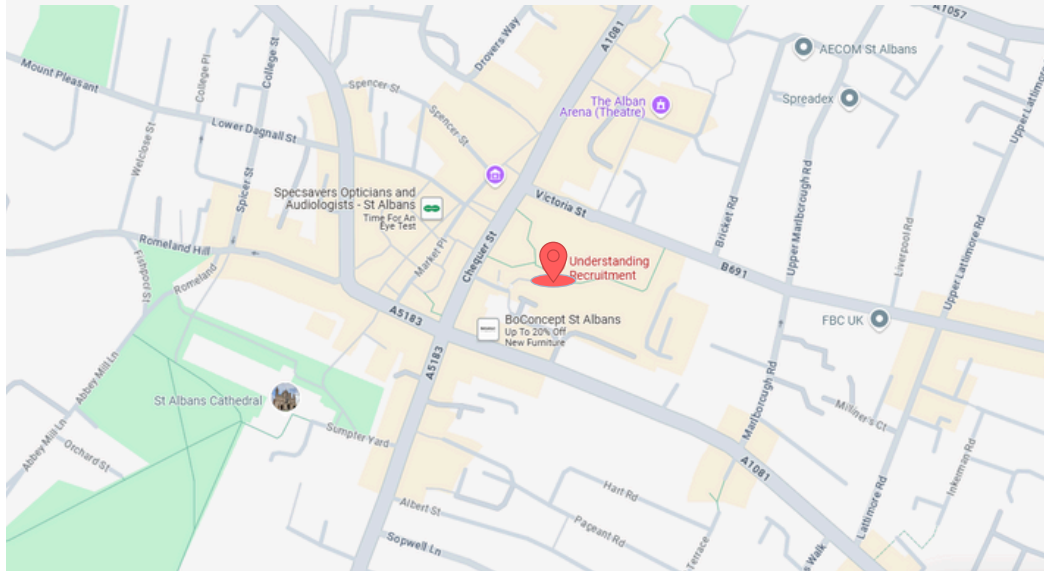 A1057
Drovers Way
A1081
AECOM St Albans
College St
College Pl
Mount Pleasant
Spencer St
Spreadex
The Alban
Arena (Theatre)
Upper Lattimore Rd
Lower Dagnall St
Spencer St
Welclose St
Specsavers Opticians and
Audiologists - St Albans
Time For An
Eye Test
Spicer St
Victoria St
Bricket Rd
Upper Marlborough Rd
Liverpool Rd
Upper Lattimore Rd
Romeland Hill
Market Pl
Chequer St
Understanding
Recruitment
B691
Fishpool St
Romeland
A5183
BoConcept St Albans
Up To 20% Off
New Furniture
FBC UK
A5183
Abbey Mill Ln
St Albans Cathedral
Marlborough Rd
Milliner's Ct
Sumpter Yard
Abbey Mill Ln
Orchard St
A1081
Inkerman Rd
Lattimore Rd
Hart Rd
Albert St
Pageant Rd
Terrace
Sopwell Ln
s Walk